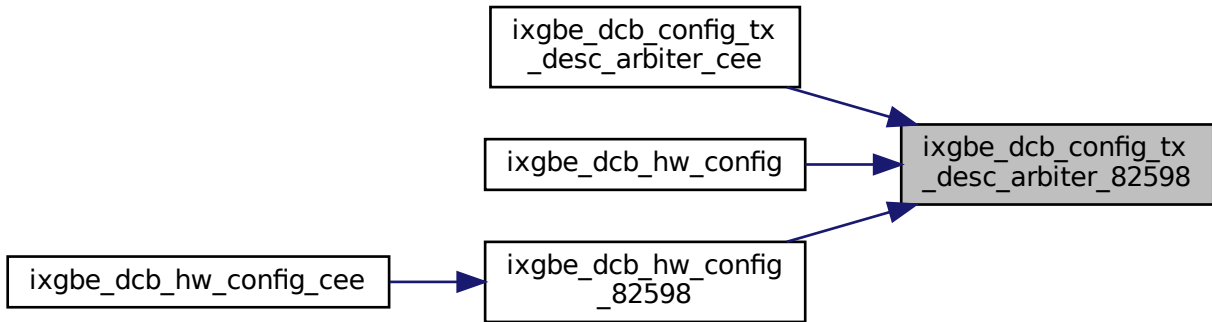 ixgbe_dcb_config_tx
_desc_arbiter_cee
ixgbe_dcb_hw_config
ixgbe_dcb_config_tx
_desc_arbiter_82598
ixgbe_dcb_hw_config_cee
ixgbe_dcb_hw_config
_82598